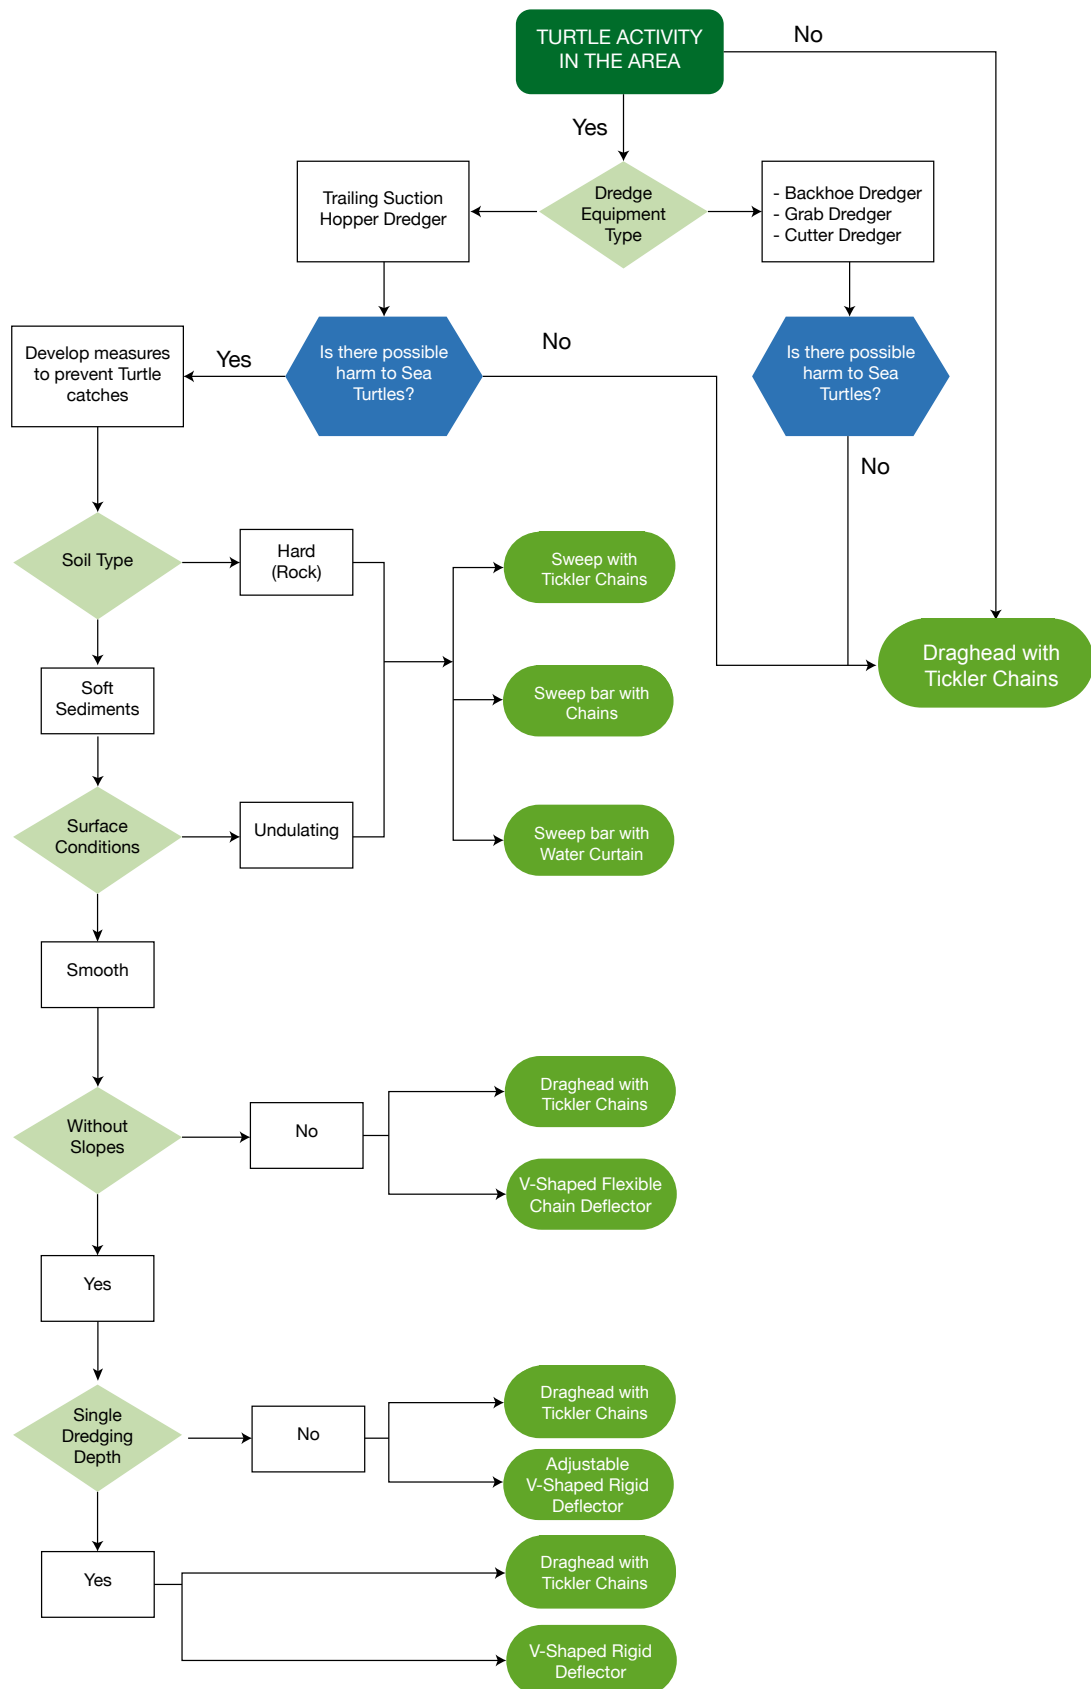 TURTLE ACTIVITY
IN THE AREA
No
Yes
Trailing Suction
Hopper Dredger
Dredge
Equipment
Type
- Backhoe Dredger
- Grab Dredger
- Cutter Dredger
Develop measures
to prevent Turtle
catches
Yes
Is there possible
harm to Sea
Turtles?
No
Is there possible
harm to Sea
Turtles?
No
Soil Type
Hard
(Rock)
Sweep with
Tickler Chains
Draghead with
Tickler Chains
Soft
Sediments
Sweep bar with
Chains
Surface
Conditions
Undulating
Sweep bar with
Water Curtain
Smooth
Without
Slopes
No
Draghead with
Tickler Chains
V-Shaped Flexible
Chain Deflector
Yes
Single
Dredging
Depth
No
Draghead with
Tickler Chains
Adjustable
V-Shaped Rigid
Deflector
Yes
Draghead with
Tickler Chains
V-Shaped Rigid
Deflector